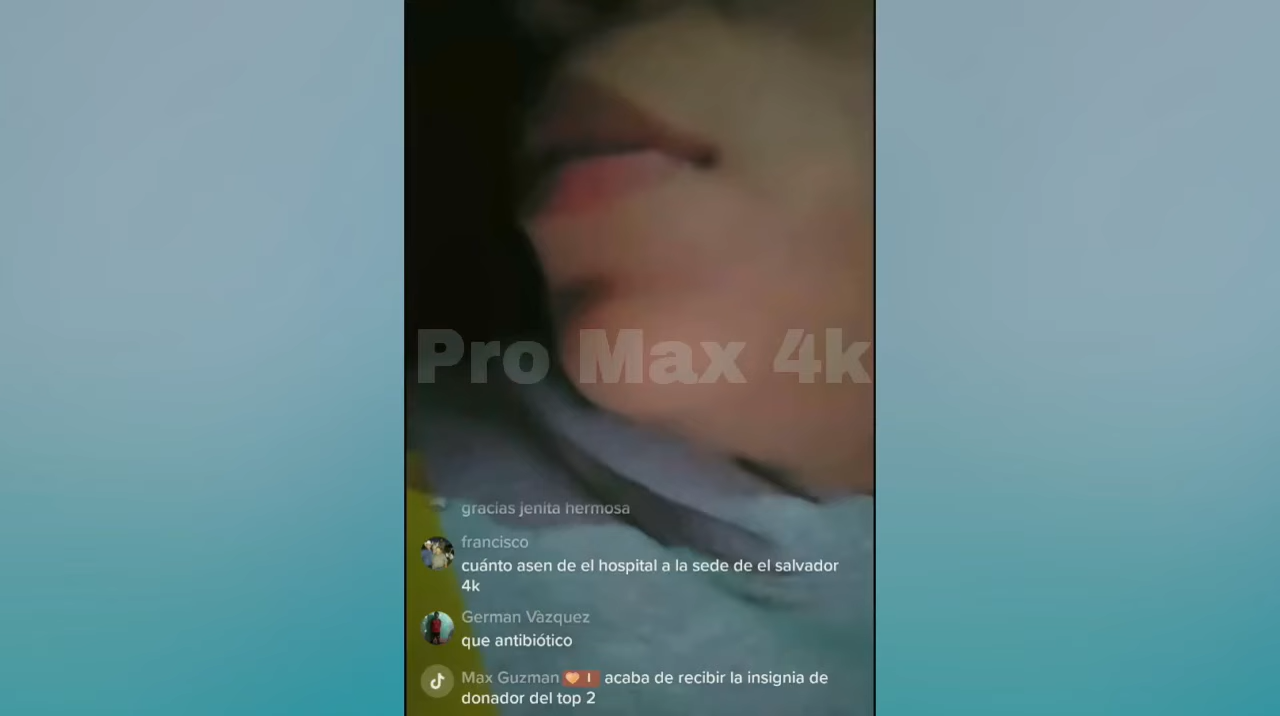 Pro Max 4k
gracias jenita hermosa
francisco
cuánto asen de el hospital a la sede de el salvador
4k
German Vàzquez
que antibiótico
Max Guzman I acaba de recibir la insignia de
donador del top 2